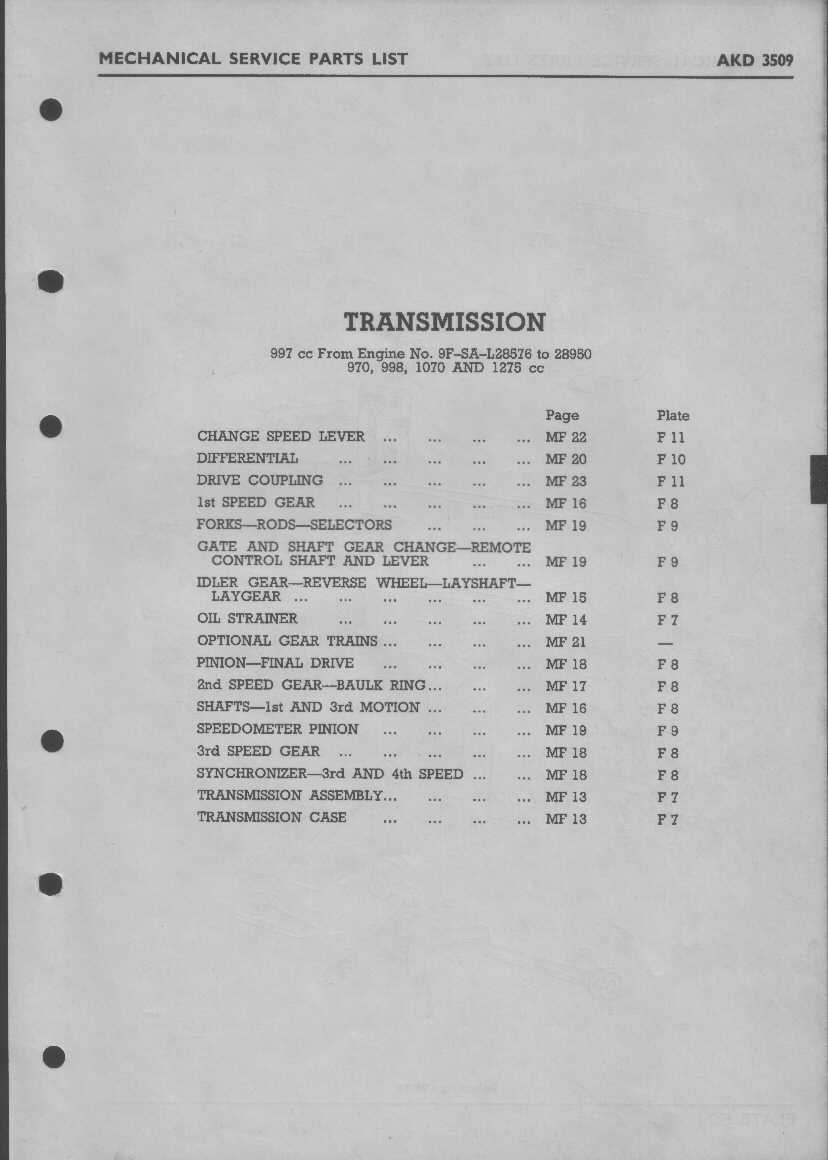 MECHANICAL SERVICE PARTS LIST AKD 3509
TRANSMISSION
997 cc From Engine No. 9F-SA-L28576 to 28950
970, 998, 1070 AND 1275 cc
Page Plate
CHANGE SPEED LEVER ... ... ... ... MF 22 F 11
DIFFERENTIAL ... ... ... ... ... MF 20 F 10
DRIVE COUPLING ... ... ... ... ... MF 23 F 11
1st SPEED GEAR ... ... ... ... ... MF 16 F 8
FORKS—RODS—SELECTORS ... ... ... MF 19 F 9
GATE AND SHAFT GEAR CHANGE—REMOTE
CONTROL SHAFT AND LEVER ... ... MF 19 F 9
IDLER GEAR—REVERSE WHEEL—LAYSHAFT—
LAYGEAR ... ... ... ... ... ... MF 15 F 8
OIL STRAINER ... ... ... ... ... MF 14 F 7
OPTIONAL GEAR TRAINS ... ... ... ... MF 21 —
PINION—FINAL DRIVE ... ... ... ... MF 18 F 8
2nd SPEED GEAR—BAULK RING ... ... ... MF 17 F 8
SHAFTS—1st AND 3rd MOTION ... ... ... MF 16 F 8
SPEEDOMETER PINION ... ... ... ... MF 19 F 9
3rd SPEED GEAR ... ... ... ... ... MF 18 F 8
SYNCHRONIZER—3rd AND 4th SPEED ... ... MF 18 F 8
TRANSMISSION ASSEMBLY ... ... ... ... MF 13 F 7
TRANSMISSION CASE ... ... ... ... MF 13 F 7